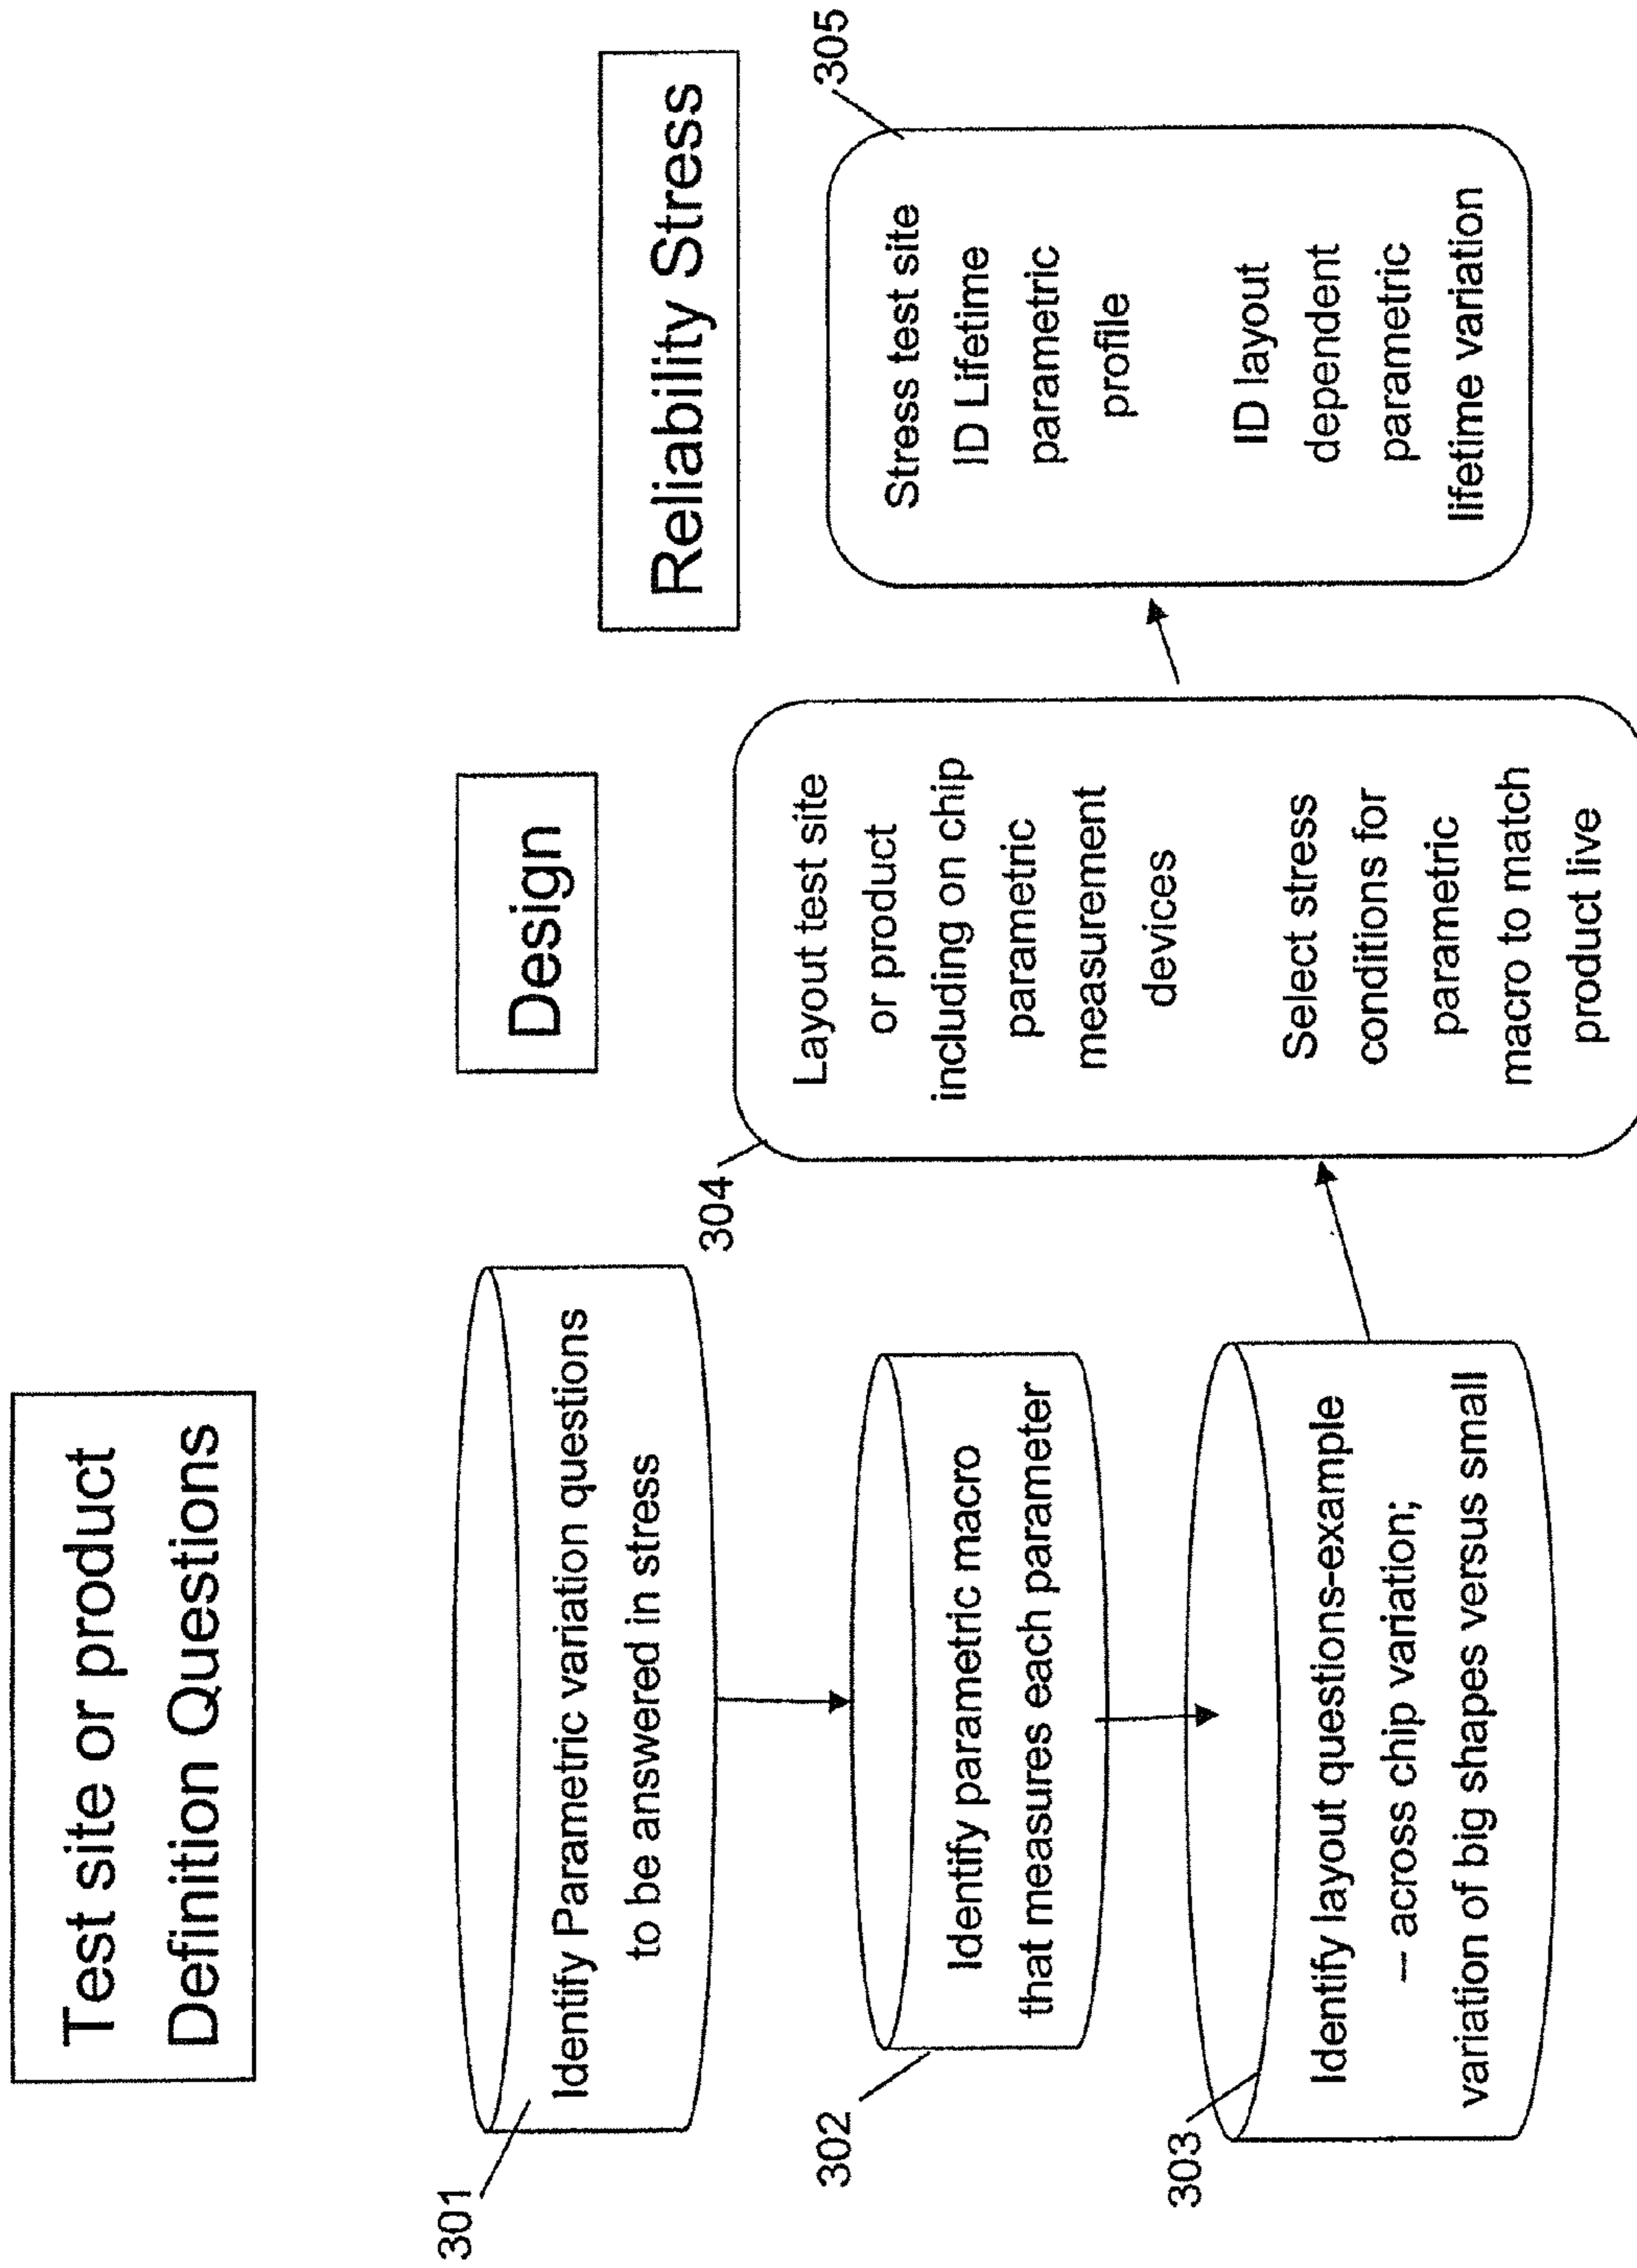 Test site or product
Definition Questions
301
Identify Parametric variation questions
to be answered in stress
302
Identify parametric macro
that measures each parameter
303
Identify layout questions-example
– across chip variation;
variation of big shapes versus small
Design
304
Layout test site
or product
including on chip
parametric
measurement
devices
Select stress
conditions for
parametric
macro to match
product live
Reliability Stress
305
Stress test site
ID Lifetime
parametric
profile
ID layout
dependent
parametric
lifetime variation